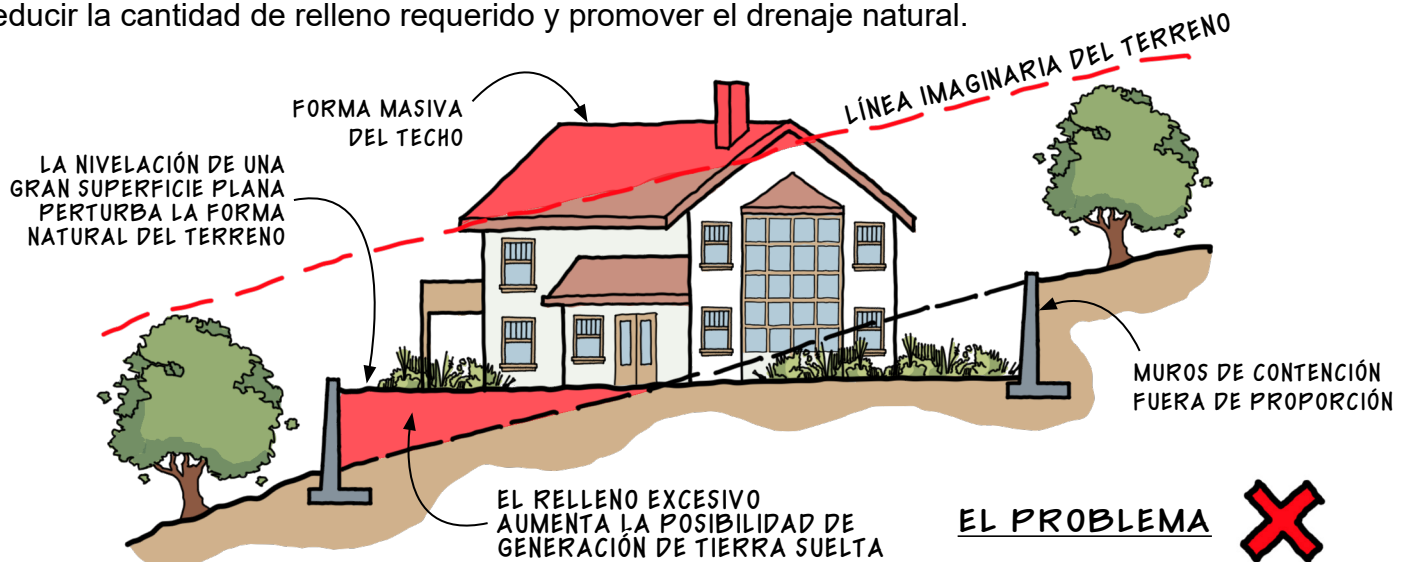 educir la cantidad de relleno requerido y promover el drenaje natural.
LÍNEA IMAGINARIA DEL TERRENO
FORMA MASIVA
DEL TECHO
LA NIVELACIÓN DE UNA
GRAN SUPERFICIE PLANA
PERTURBA LA FORMA
NATURAL DEL TERRENO
MUROS DE CONTENCIÓN
FUERA DE PROPORCIÓN
EL RELLENO EXCESIVO
AUMENTA LA POSIBILIDAD DE
GENERACIÓN DE TIERRA SUELTA
EL PROBLEMA